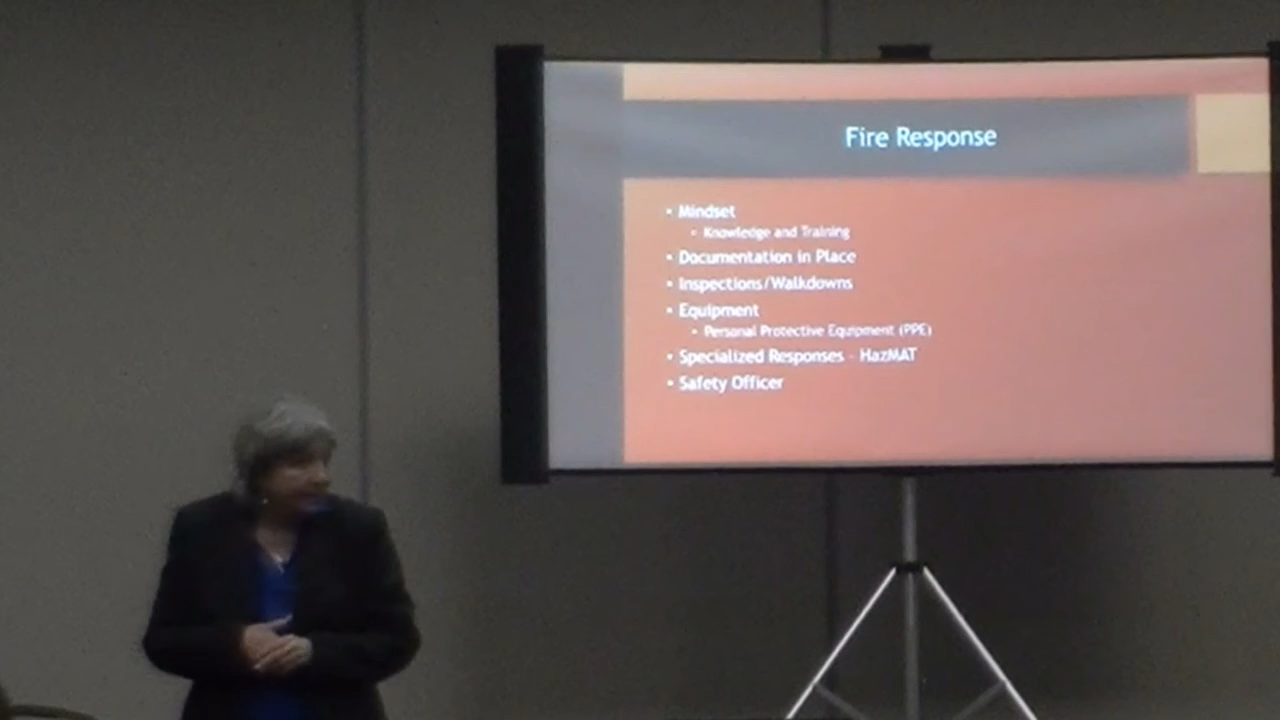 Fire Response
• Mindset
• Knowledge and Training
• Documentation in Place
• Inspections/Walkdowns
• Equipment
• Personal Protective Equipment (PPE)
• Specialized Responses - HazMAT
• Safety Officer